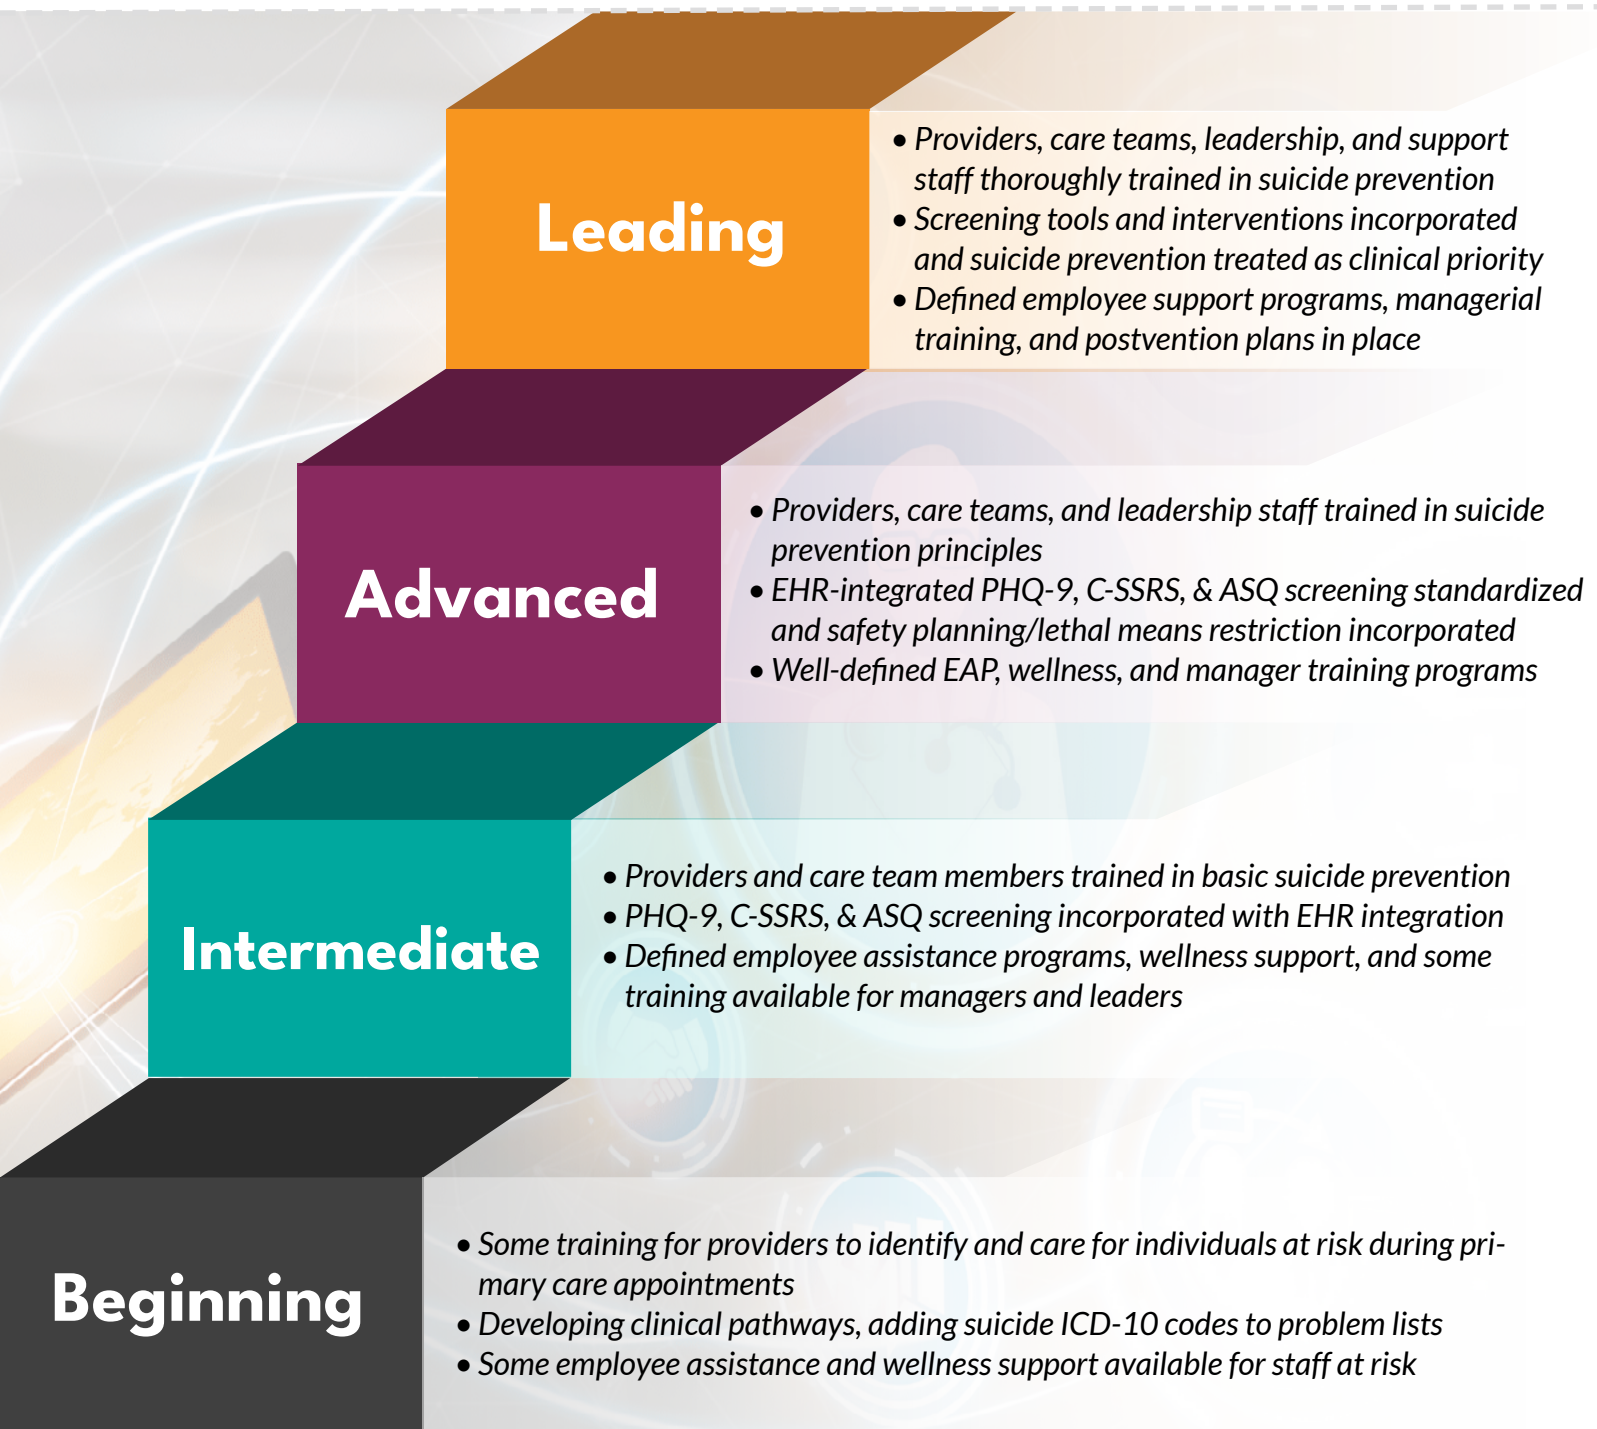 Leading
• Providers, care teams, leadership, and support
staff thoroughly trained in suicide prevention
• Screening tools and interventions incorporated
and suicide prevention treated as clinical priority
• Defined employee support programs, managerial
training, and postvention plans in place
Advanced
• Providers, care teams, and leadership staff trained in suicide
prevention principles
• EHR-integrated PHQ-9, C-SSRS, & ASQ screening standardized
and safety planning/lethal means restriction incorporated
• Well-defined EAP, wellness, and manager training programs
Intermediate
• Providers and care team members trained in basic suicide prevention
• PHQ-9, C-SSRS, & ASQ screening incorporated with EHR integration
• Defined employee assistance programs, wellness support, and some
training available for managers and leaders
Beginning
• Some training for providers to identify and care for individuals at risk during pri-
mary care appointments
• Developing clinical pathways, adding suicide ICD-10 codes to problem lists
• Some employee assistance and wellness support available for staff at risk